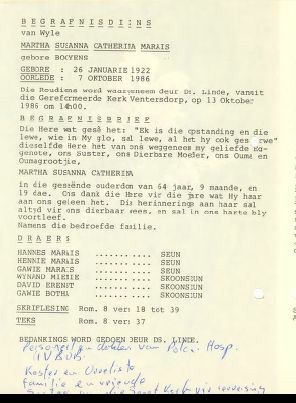 B E G R A F N I S D I E N S
van Wyle
MARTHA SUSANNA CATHERINA MARAIS
gebore BOOYENS
GEBORE : 26 JANUARIE 1922
OORLEDE : 7 OKTOBER 1986
Die Roudiens word waargeneem deur Ds. Linde, vanuit
die Gereformeerde Kerk Ventersdorp, op 13 Oktober
1986 om 14h00.
B E G R A F N I S B R I E F
Die Here wat gesê het: "Ek is die opstanding en die
lewe, wie in My glo, sal lewe, al het hy ook gesterwe"
dieselfde Here het van ons weggeneem my geliefde Eg-
genote, ons Suster, ons Dierbare Moeder, ons Ouma en
Oumagrootjie,
MARTHA SUSANNA CATHERINA
in die geseënde ouderdom van 64 jaar, 9 maande, en
19 dae. Ons dank die Here vir die jare wat Hy haar
aan ons geleen het. Die herinnering aan haar sal
altyd vir ons dierbaar wees, en sal in ons harte bly
voortleef.
Namens die bedroefde familie.
D R A E R S
HANNES MARAIS .......... SEUN
HENNIE MARAIS .......... SEUN
GAWIE MARAIS .......... SEUN
WYNAND MIENIE .......... SKOONSEUN
DAVID ERENST .......... SKOONSEUN
GAWIE BOTHA .......... SKOONSEUN
SKRIFLESING Rom. 8 ver: 18 tot 39
TEKS Rom. 8 ver: 37
BEDANKINGS WORD GEDOEN DEUR DS. LINDE.
Personeel en dokters van Hosp.
Koster en Orreliste
Familie en vriende